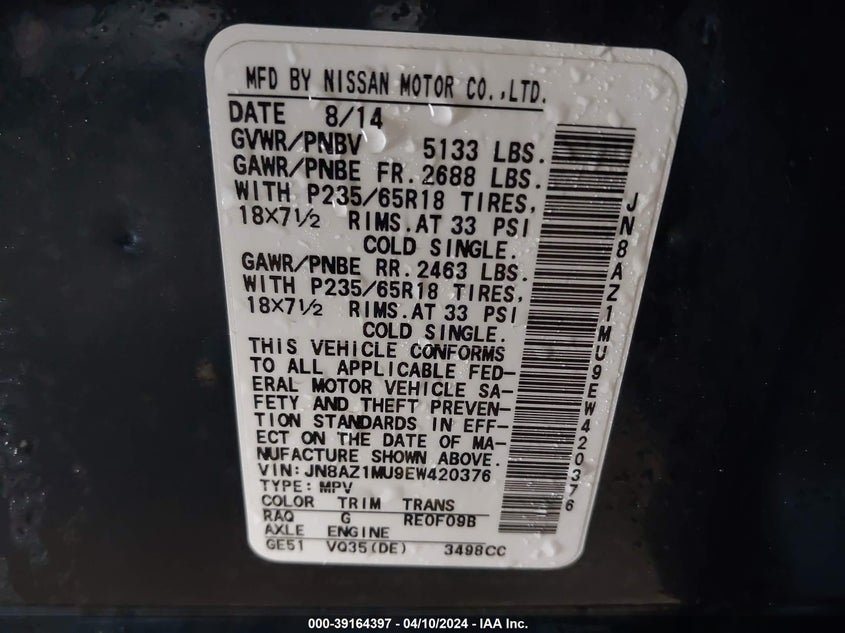 MFD BY NISSAN MOTOR CO.,LTD.
DATE 8/14
GVWR/PNBV 5133 LBS.
GAWR/PNBE FR. 2688 LBS.
WITH P235/65R18 TIRES,
18×7½ RIMS. AT 33 PSI
COLD SINGLE.
GAWR/PNBE RR. 2463 LBS.
WITH P235/65R18 TIRES,
18×7½ RIMS. AT 33 PSI
COLD SINGLE.
THIS VEHICLE CONFORMS
TO ALL APPLICABLE FED-
ERAL MOTOR VEHICLE SA-
FETY AND THEFT PREVEN-
TION STANDARDS IN EFF-
ECT ON THE DATE OF MA-
NUFACTURE SHOWN ABOVE.
VIN: JN8AZ1MU9EW420376
TYPE: MPV
COLOR TRIM TRANS
RAQ G RE0F09B
AXLE ENGINE
GE51 VQ35(DE) 3498CC
JN8AZ1MU9EW420376
000-39164397 - 04/10/2024 - IAA Inc.